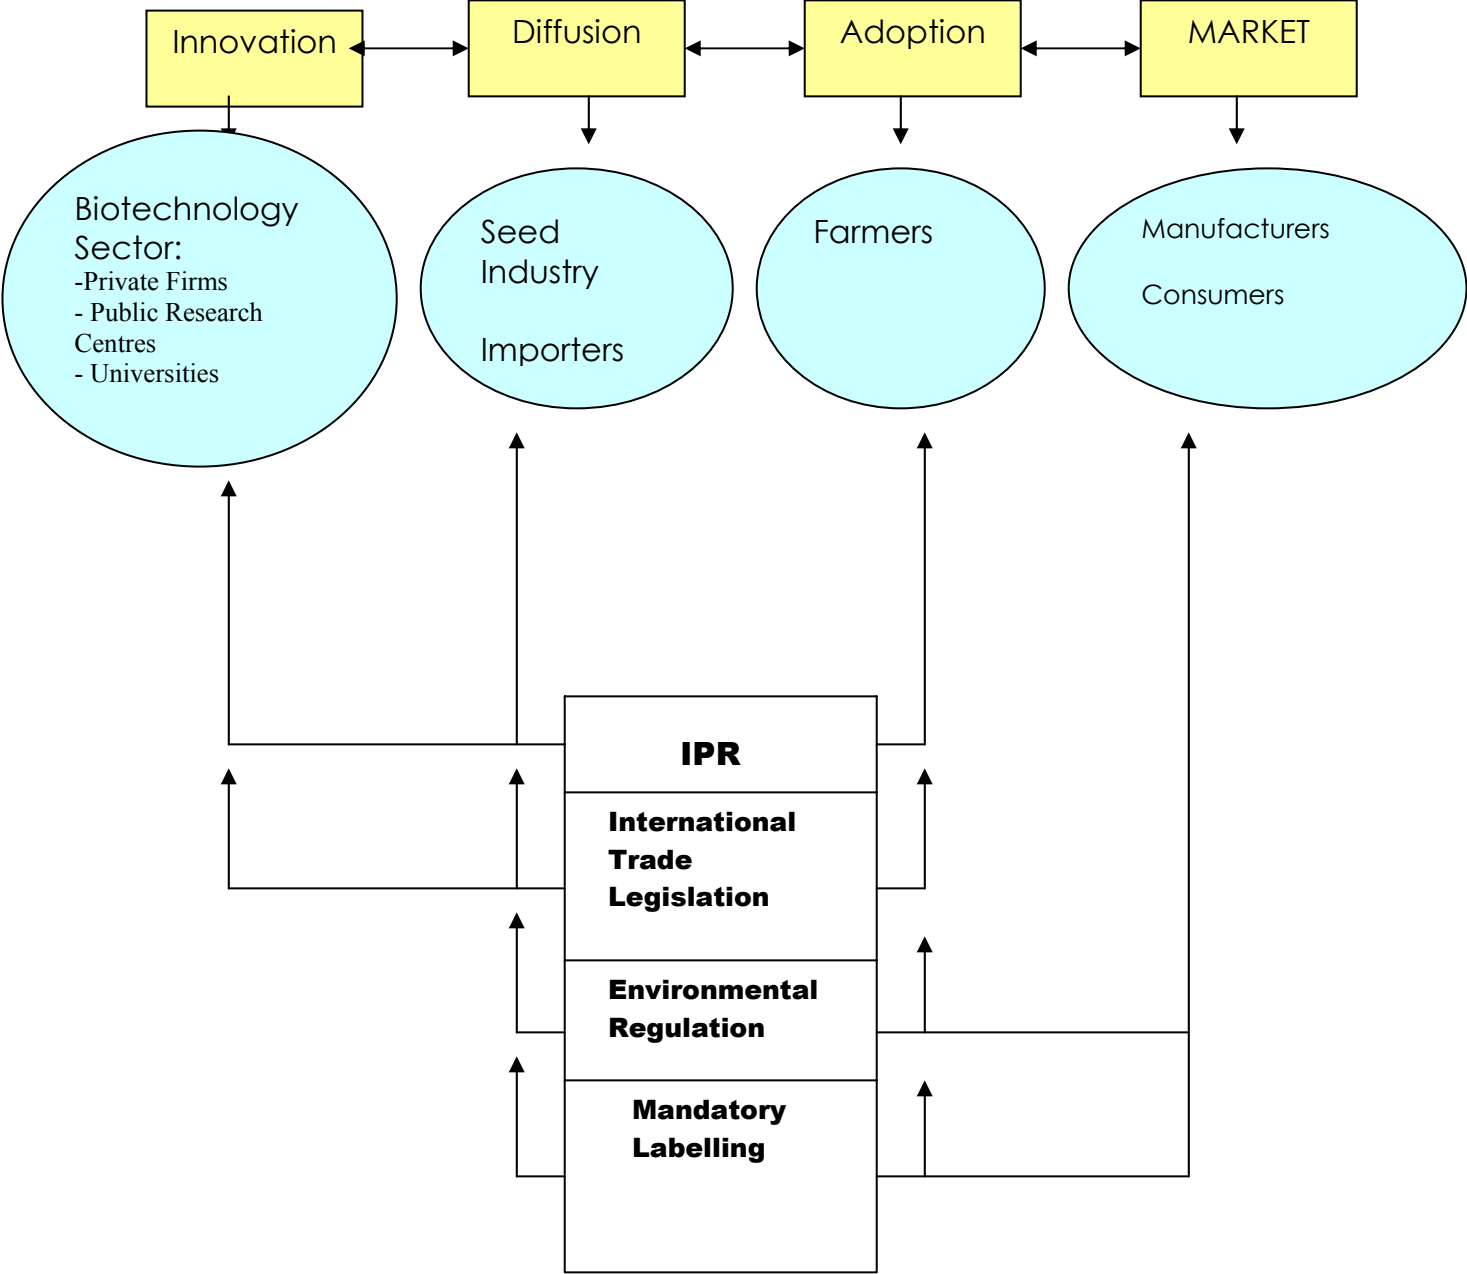 Innovation
Diffusion
Adoption
MARKET
Biotechnology
Sector:
-Private Firms
- Public Research
Centres
- Universities
Seed
Industry
Importers
Farmers
Manufacturers
Consumers
IPR
International
Trade
Legislation
Environmental
Regulation
Mandatory
Labelling